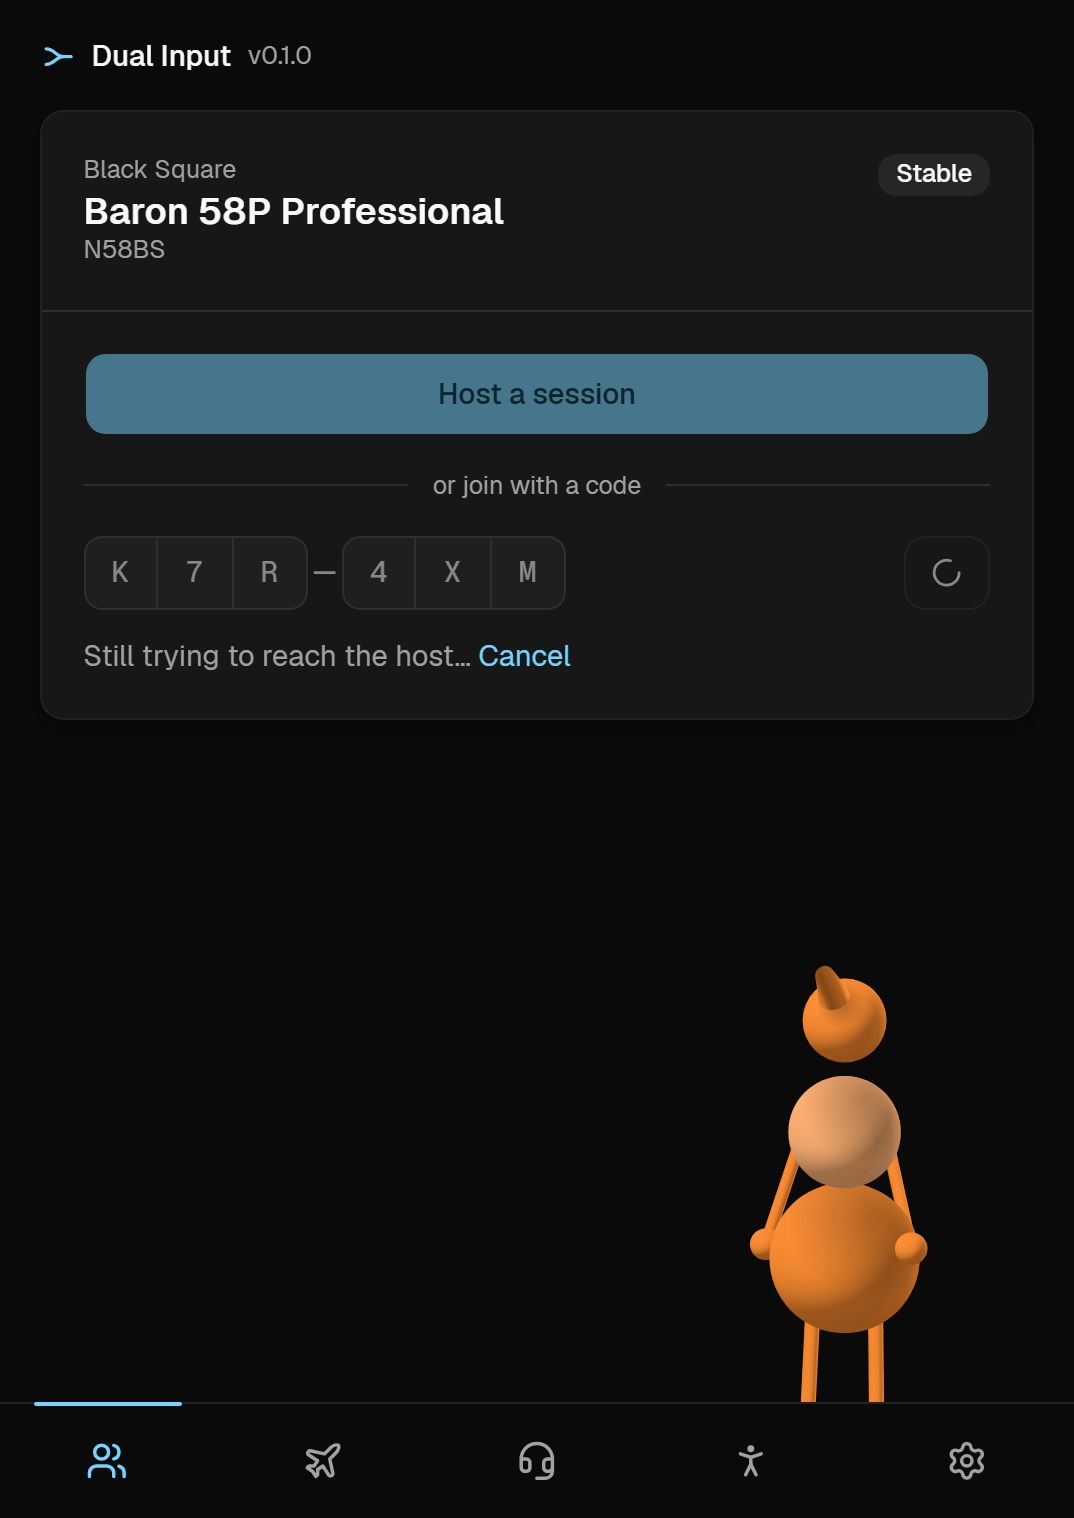 Dual Input v0.1.0
Black Square
Stable
Baron 58P Professional
N58BS
Host a session
or join with a code
K 7 R — 4 X M
Still trying to reach the host... Cancel